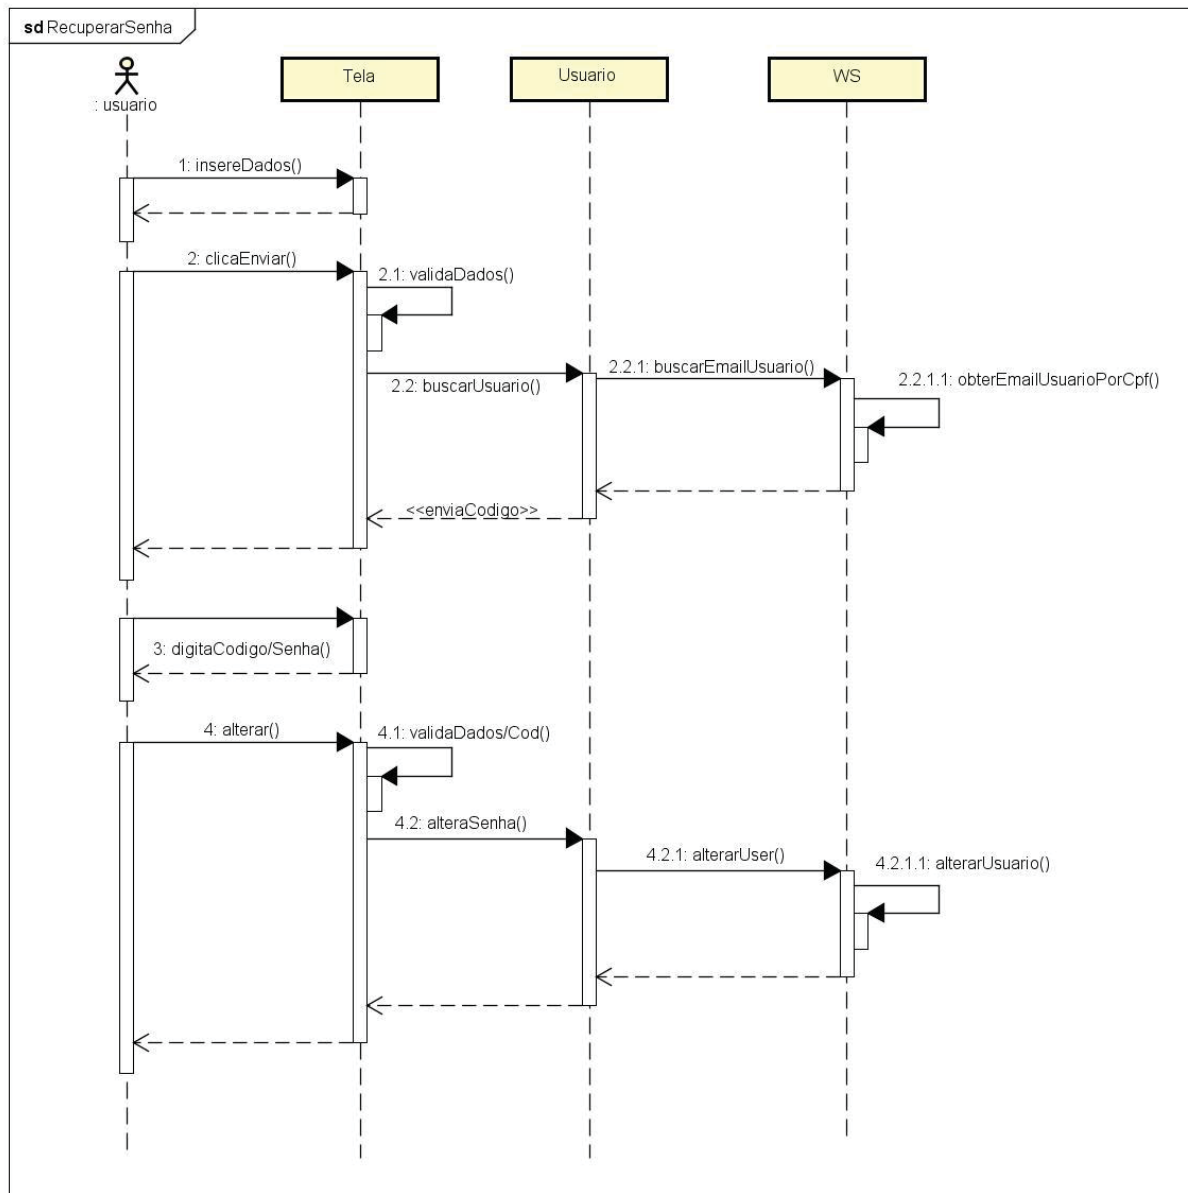 sd RecuperarSenha
: usuario
Tela
Usuario
WS
1: insereDados()
2: clicaEnviar()
2.1: validaDados()
2.2: buscarUsuario()
2.2.1: buscarEmailUsuario()
2.2.1.1: obterEmailUsuarioPorCpf()
<<enviaCodigo>>
3: digitaCodigo/Senha()
4: alterar()
4.1: validaDados/Cod()
4.2: alteraSenha()
4.2.1: alterarUser()
4.2.1.1: alterarUsuario()